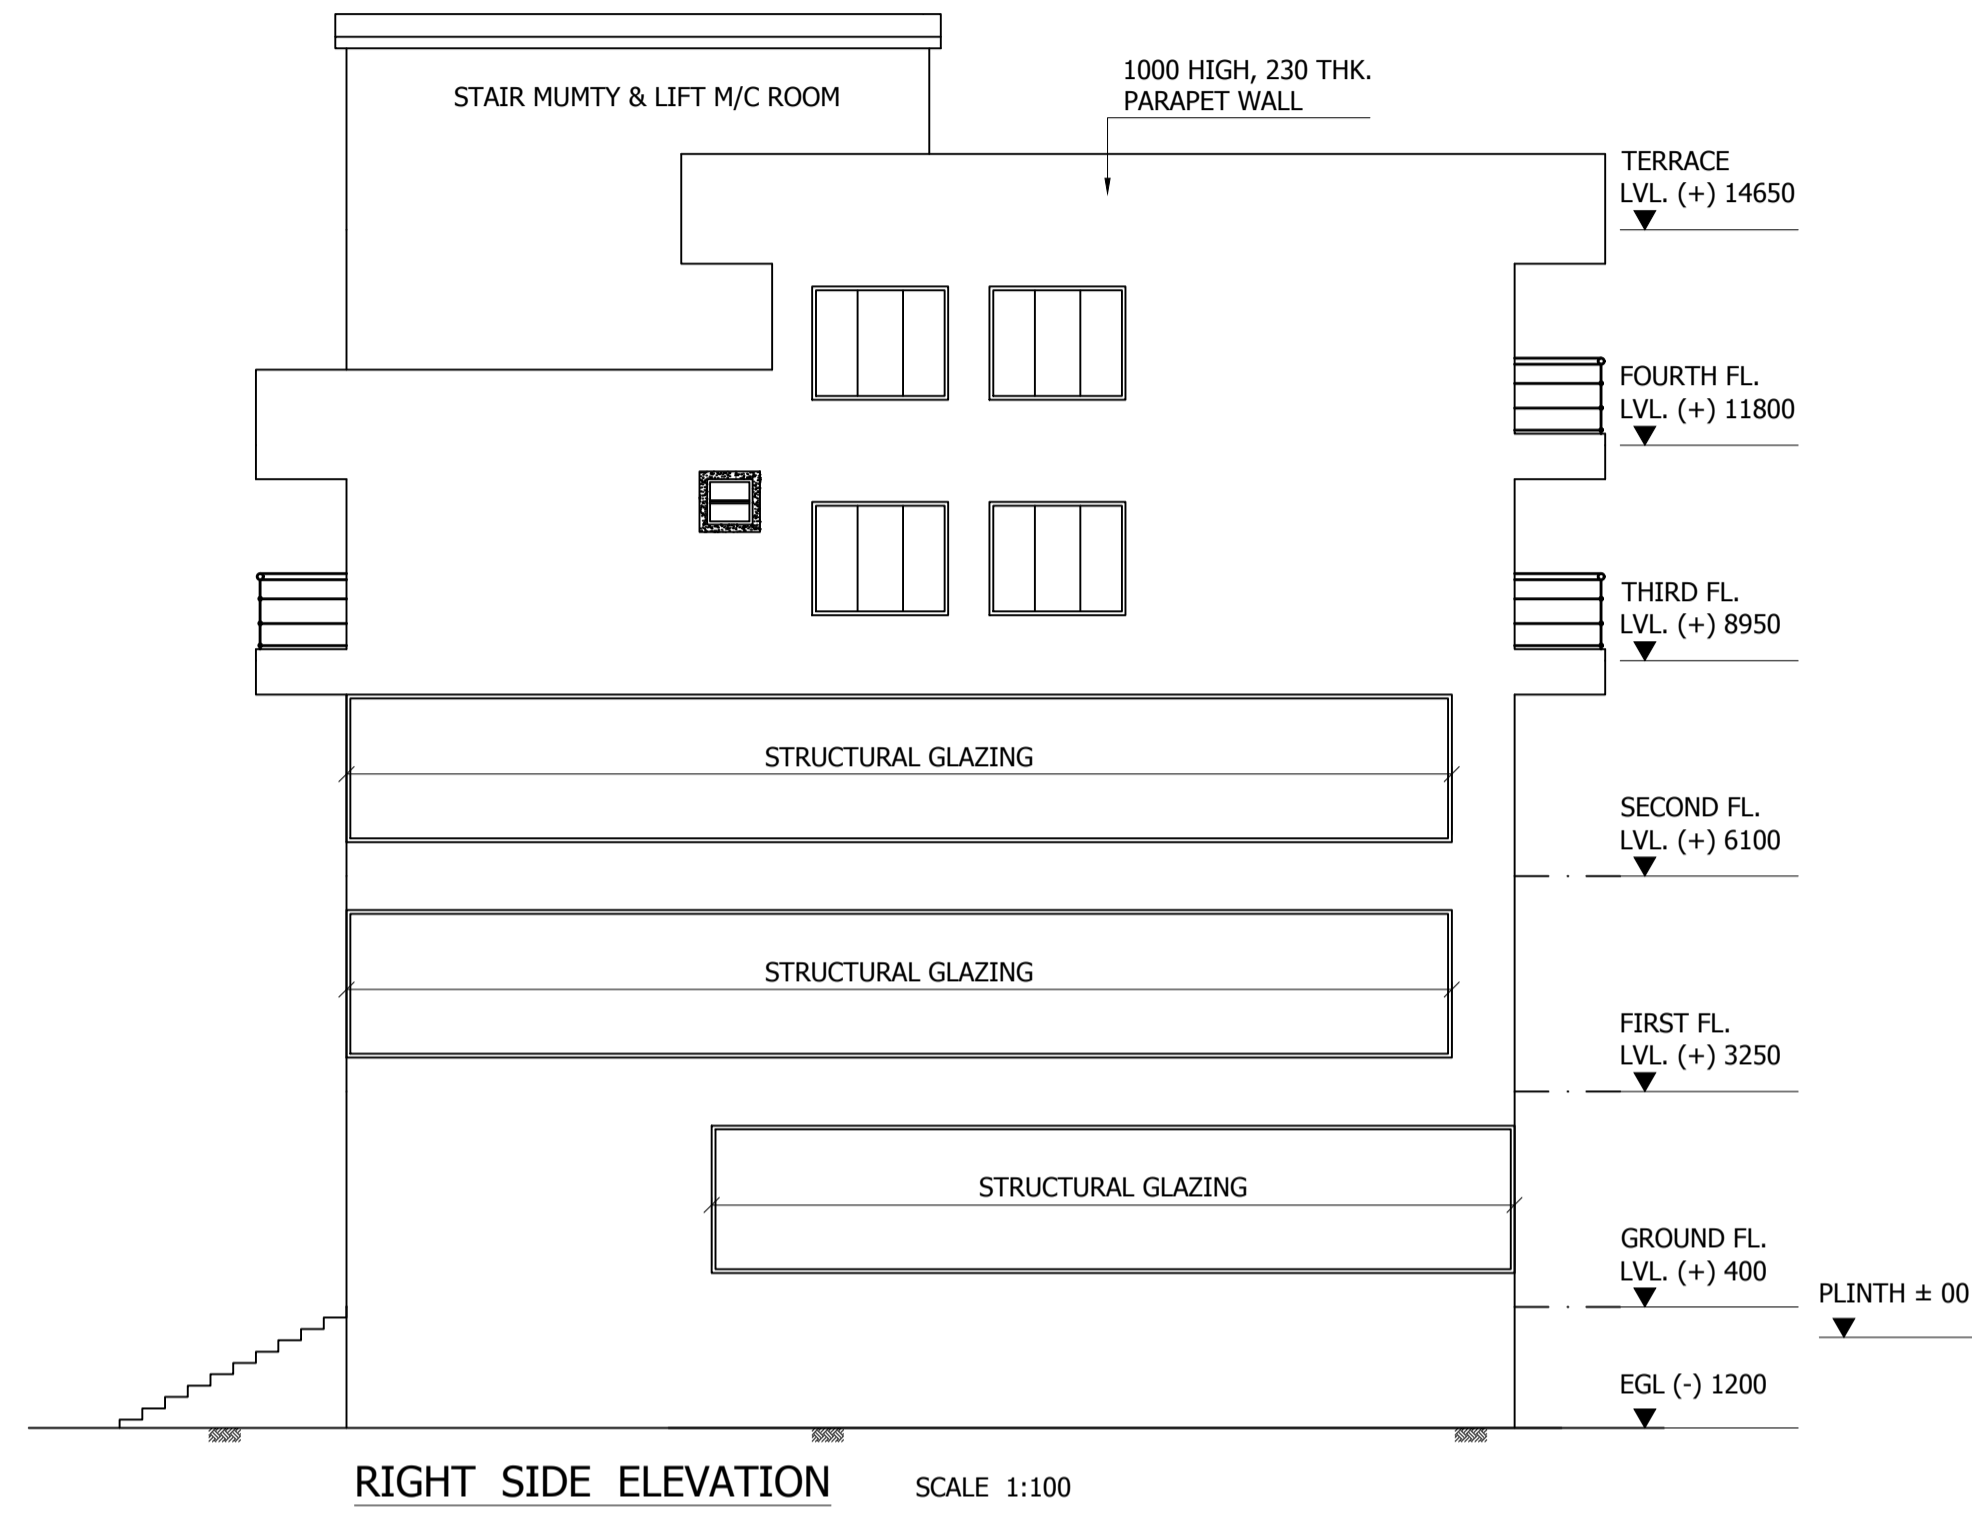 STAIR MUMTY & LIFT M/C ROOM
1000 HIGH, 230 THK.
PARAPET WALL
TERRACE
LVL. (+) 14650
FOURTH FL.
LVL. (+) 11800
THIRD FL.
LVL. (+) 8950
STRUCTURAL GLAZING
SECOND FL.
LVL. (+) 6100
STRUCTURAL GLAZING
FIRST FL.
LVL. (+) 3250
STRUCTURAL GLAZING
GROUND FL.
LVL. (+) 400
PLINTH ± 00
EGL (-) 1200
RIGHT SIDE ELEVATION
SCALE 1:100